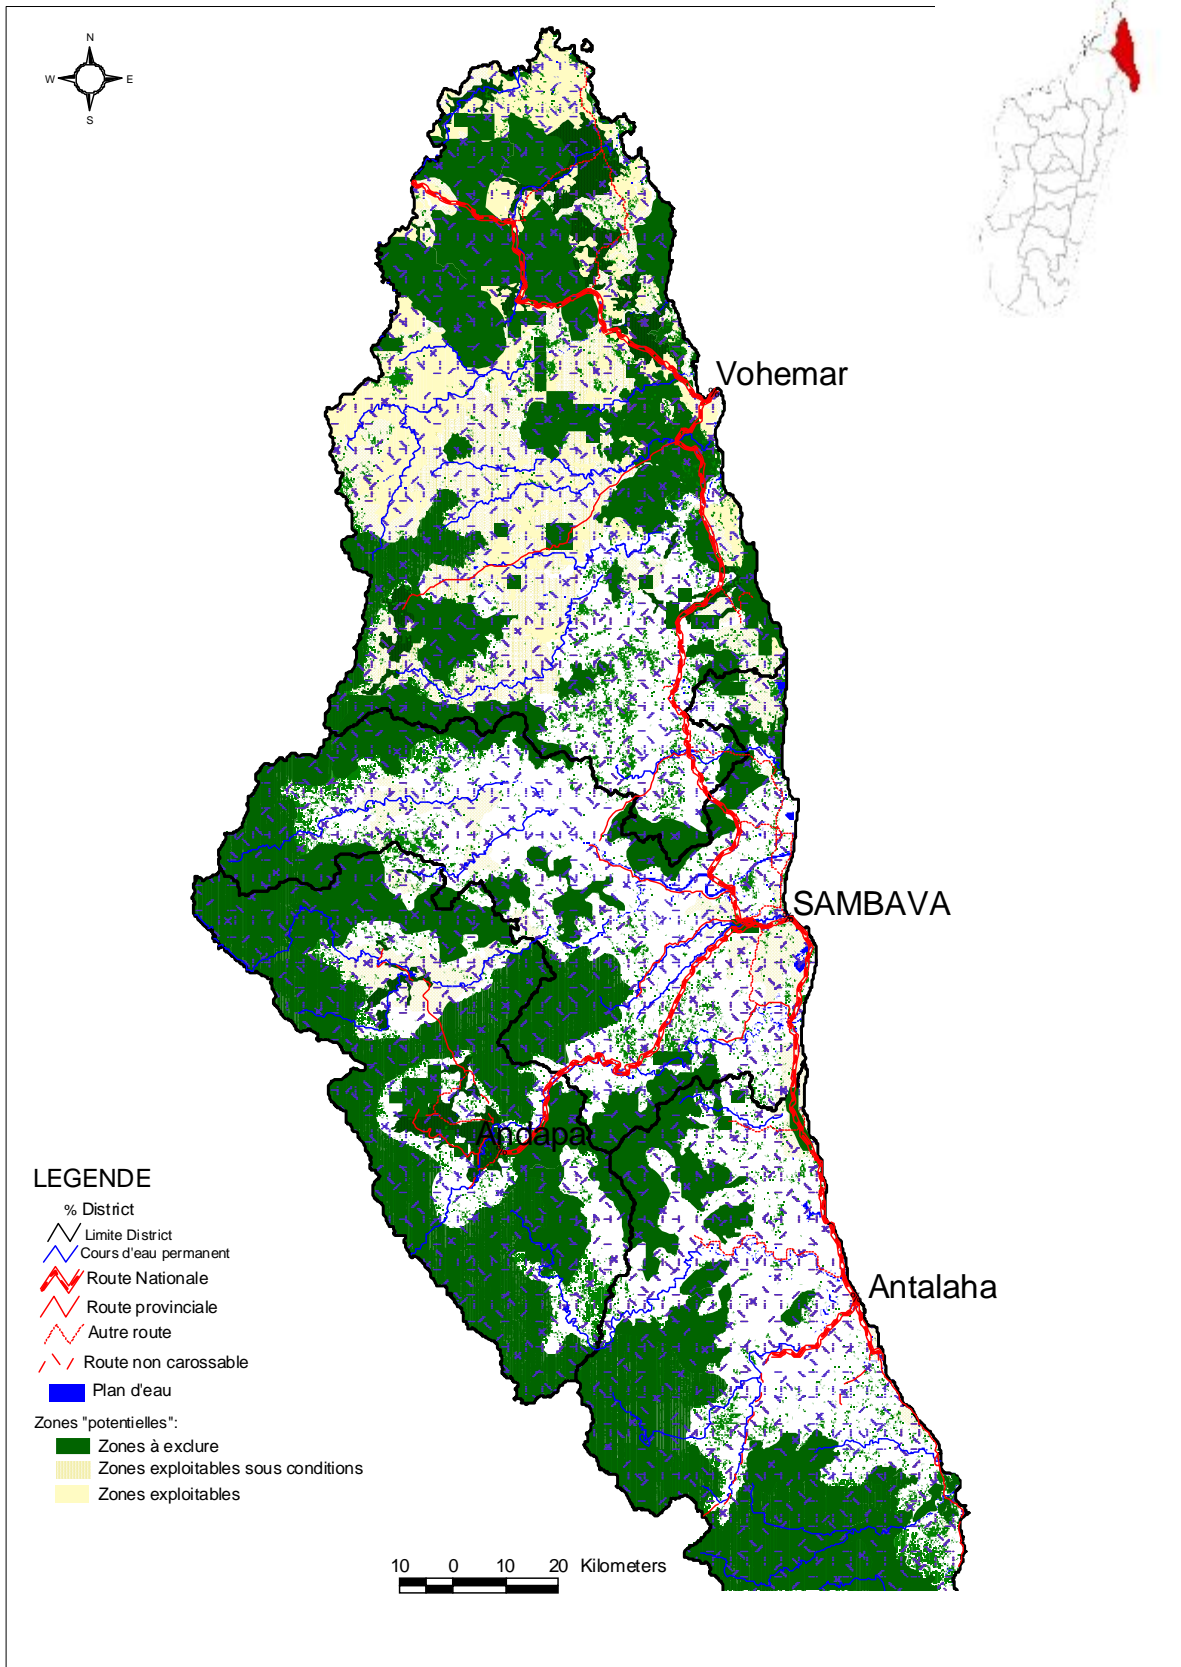 N
W
E
S
Vohemar
SAMBAVA
Andapa
Antalaha
LEGENDE
% District
Limite District
Cours d'eau permanent
Route Nationale
Route provinciale
Autre route
Route non carossable
Plan d'eau
Zones "potentielles":
Zones à exclure
Zones exploitables sous conditions
Zones exploitables
10 0 10 20 Kilometers